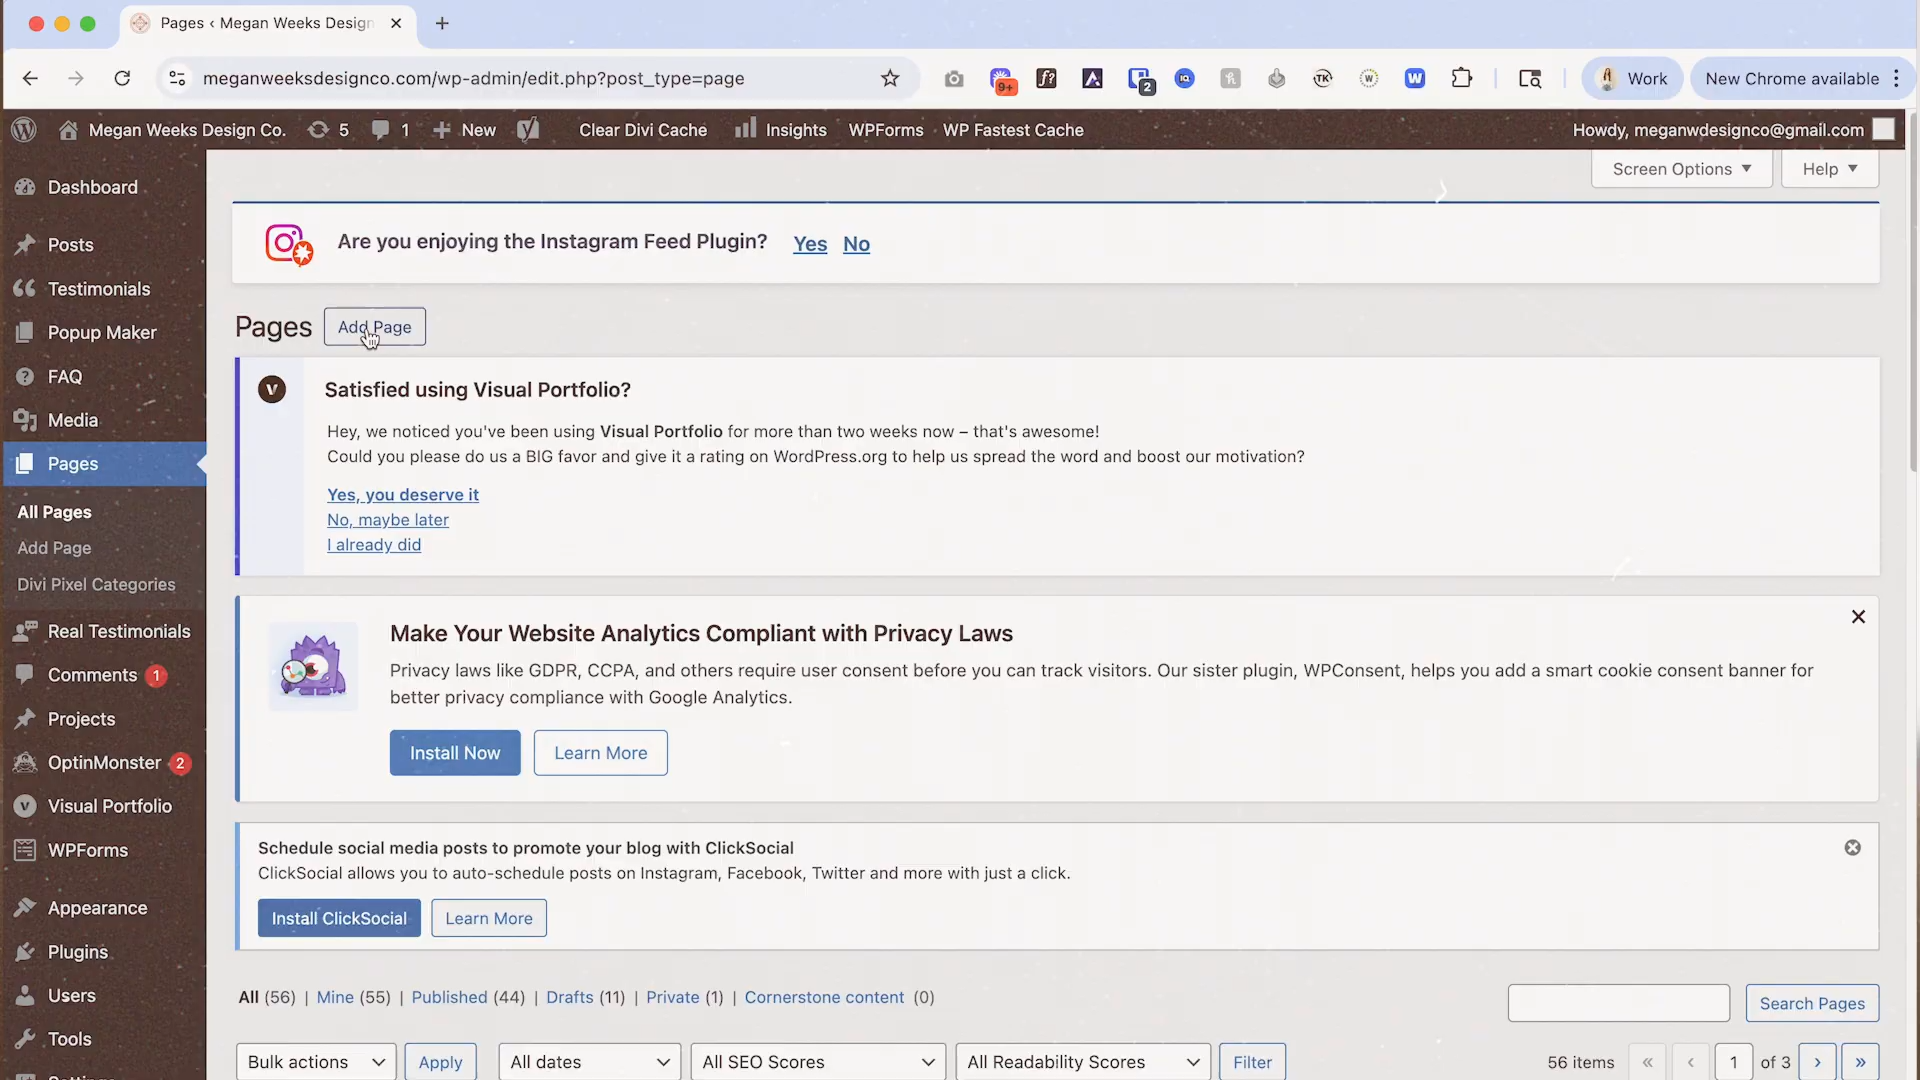 Pages ‹ Megan Weeks Design
meganweeksdesignco.com/wp-admin/edit.php?post_type=page
9+
f?
2
IQ
TK
W
W
Work
New Chrome available
Megan Weeks Design Co.
5
1
New
Clear Divi Cache
Insights
WPForms
WP Fastest Cache
Howdy, meganwdesignco@gmail.com
Screen Options
Help
Dashboard
Posts
Testimonials
Popup Maker
FAQ
Media
Pages
All Pages
Add Page
Divi Pixel Categories
Real Testimonials
Comments 1
Projects
OptinMonster 2
Visual Portfolio
WPForms
Appearance
Plugins
Users
Tools
Are you enjoying the Instagram Feed Plugin? Yes No
Pages Add Page
V
Satisfied using Visual Portfolio?
Hey, we noticed you've been using Visual Portfolio for more than two weeks now – that's awesome!
Could you please do us a BIG favor and give it a rating on WordPress.org to help us spread the word and boost our motivation?
Yes, you deserve it
No, maybe later
I already did
Make Your Website Analytics Compliant with Privacy Laws
Privacy laws like GDPR, CCPA, and others require user consent before you can track visitors. Our sister plugin, WPConsent, helps you add a smart cookie consent banner for
better privacy compliance with Google Analytics.
Install Now
Learn More
Schedule social media posts to promote your blog with ClickSocial
ClickSocial allows you to auto-schedule posts on Instagram, Facebook, Twitter and more with just a click.
Install ClickSocial
Learn More
All (56) | Mine (55) | Published (44) | Drafts (11) | Private (1) | Cornerstone content (0)
Search Pages
Bulk actions
Apply
All dates
All SEO Scores
All Readability Scores
Filter
56 items « ‹ 1 of 3 › »